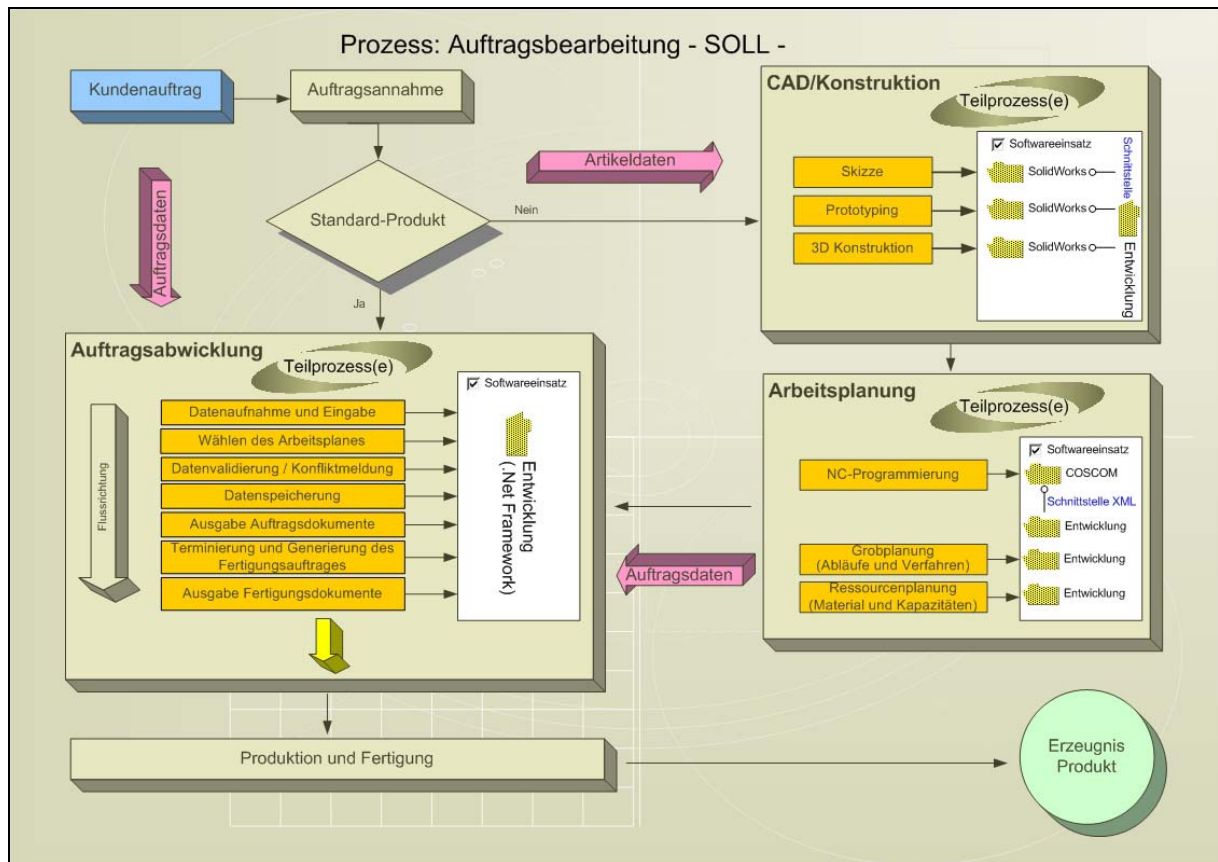 Prozess: Auftragsbearbeitung - SOLL -
Kundenauftrag
Auftragsannahme
Auftragsdaten
Standard-Produkt
Nein
Ja
Artikeldaten
CAD/Konstruktion
Teilprozess(e)
Skizze
Prototyping
3D Konstruktion
Softwareeinsatz
SolidWorks
SolidWorks
SolidWorks
Schnittstelle
Entwicklung
Auftragsabwicklung
Teilprozess(e)
Flussrichtung
Datenaufnahme und Eingabe
Wählen des Arbeitsplanes
Datenvalidierung / Konfliktmeldung
Datenspeicherung
Ausgabe Auftragsdokumente
Terminierung und Generierung des
Fertigungsauftrages
Ausgabe Fertigungsdokumente
Softwareeinsatz
Entwicklung
(.Net Framework)
Arbeitsplanung
Teilprozess(e)
NC-Programmierung
Grobplanung
(Abläufe und Verfahren)
Ressourcenplanung
(Material und Kapazitäten)
Softwareeinsatz
COSCOM
Schnittstelle XML
Entwicklung
Entwicklung
Entwicklung
Auftragsdaten
Produktion und Fertigung
Erzeugnis
Produkt